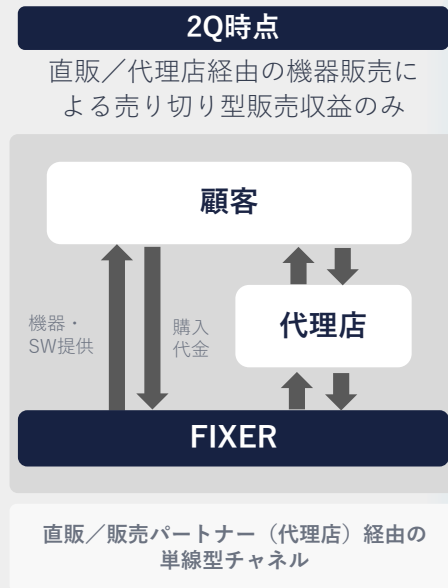 2Q時点
直販／代理店経由の機器販売に
よる売り切り型販売収益のみ
顧客
機器・
SW提供
購入
代金
代理店
FIXER
直販／販売パートナー（代理店）経由の
単線型チャネル